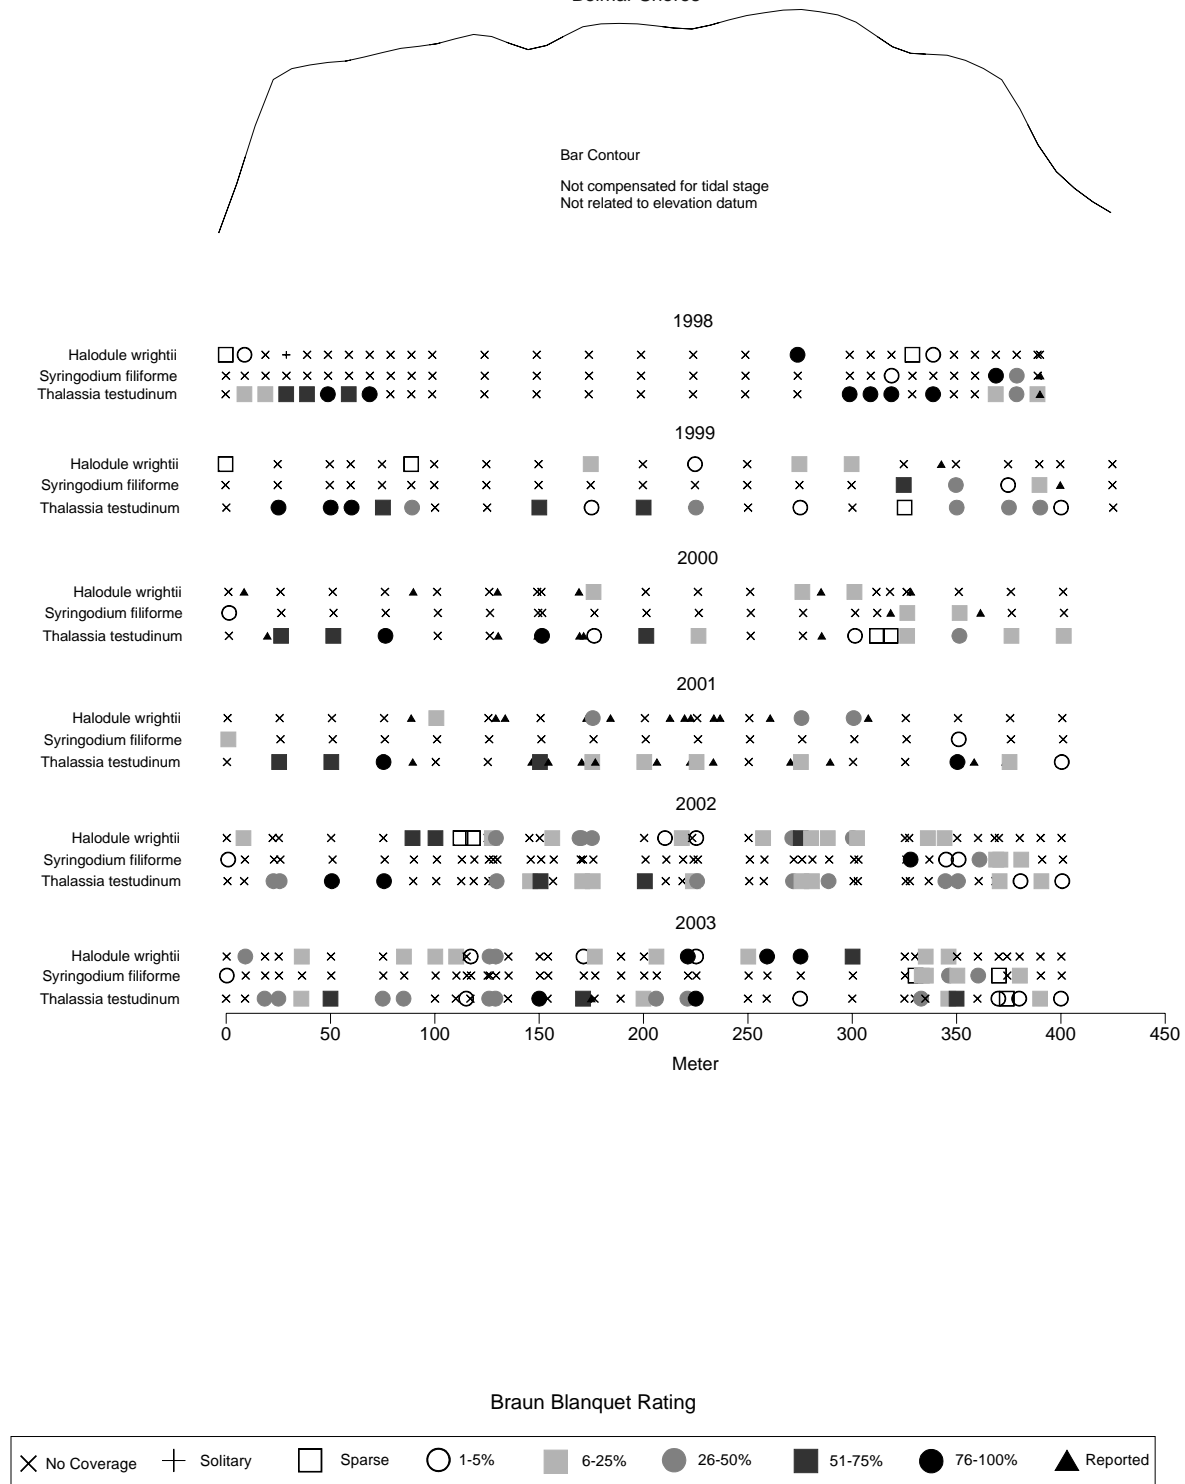 Bar Contour
Not compensated for tidal stage
Not related to elevation datum
1998
Halodule wrightii
Syringodium filiforme
Thalassia testudinum
1999
Halodule wrightii
Syringodium filiforme
Thalassia testudinum
2000
Halodule wrightii
Syringodium filiforme
Thalassia testudinum
2001
Halodule wrightii
Syringodium filiforme
Thalassia testudinum
2002
Halodule wrightii
Syringodium filiforme
Thalassia testudinum
2003
Halodule wrightii
Syringodium filiforme
Thalassia testudinum
0 50 100 150 200 250 300 350 400 450
Meter
Braun Blanquet Rating
No Coverage Solitary Sparse 1-5% 6-25% 26-50% 51-75% 76-100% Reported